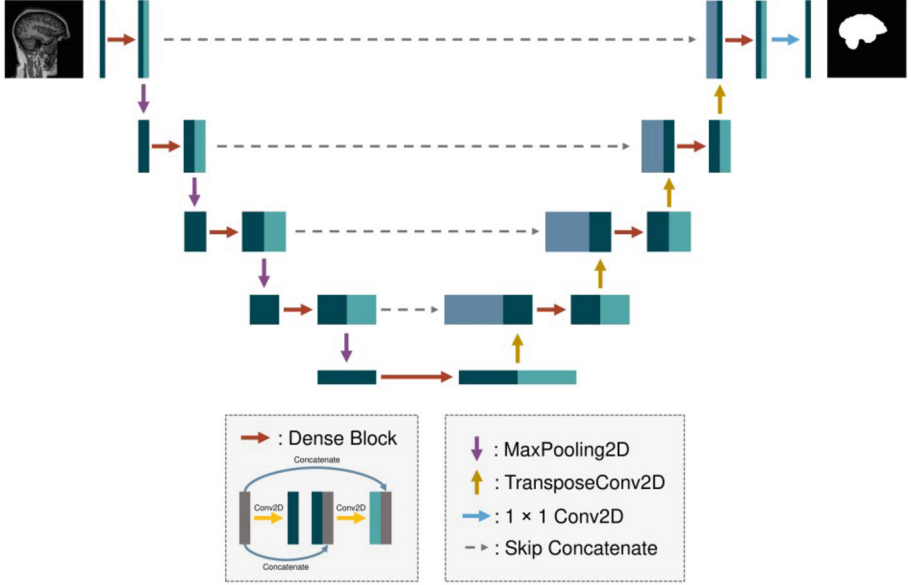 : Dense Block
Concatenate
Conv2D
Conv2D
Concatenate
: MaxPooling2D
: TransposeConv2D
: 1 × 1 Conv2D
: Skip Concatenate